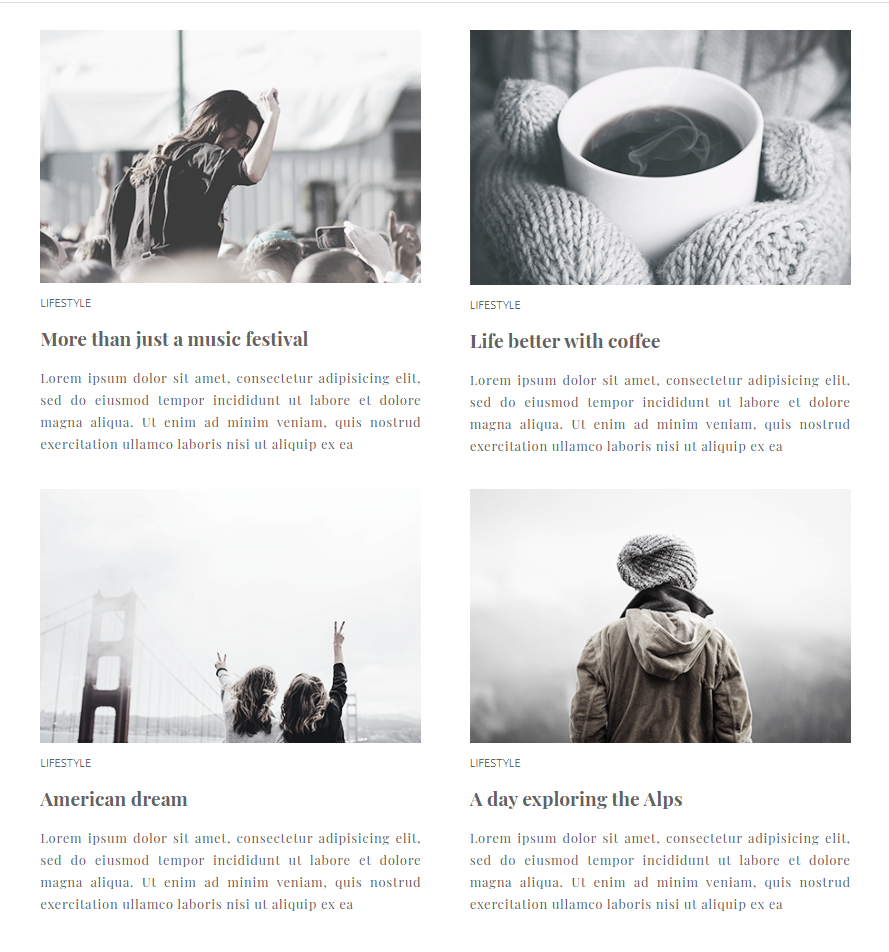 LIFESTYLE
More than just a music festival
Lorem ipsum dolor sit amet, consectetur adipisicing elit,
sed do eiusmod tempor incididunt ut labore et dolore
magna aliqua. Ut enim ad minim veniam, quis nostrud
exercitation ullamco laboris nisi ut aliquip ex ea
LIFESTYLE
Life better with coffee
Lorem ipsum dolor sit amet, consectetur adipisicing elit,
sed do eiusmod tempor incididunt ut labore et dolore
magna aliqua. Ut enim ad minim veniam, quis nostrud
exercitation ullamco laboris nisi ut aliquip ex ea
LIFESTYLE
American dream
Lorem ipsum dolor sit amet, consectetur adipisicing elit,
sed do eiusmod tempor incididunt ut labore et dolore
magna aliqua. Ut enim ad minim veniam, quis nostrud
exercitation ullamco laboris nisi ut aliquip ex ea
LIFESTYLE
A day exploring the Alps
Lorem ipsum dolor sit amet, consectetur adipisicing elit,
sed do eiusmod tempor incididunt ut labore et dolore
magna aliqua. Ut enim ad minim veniam, quis nostrud
exercitation ullamco laboris nisi ut aliquip ex ea